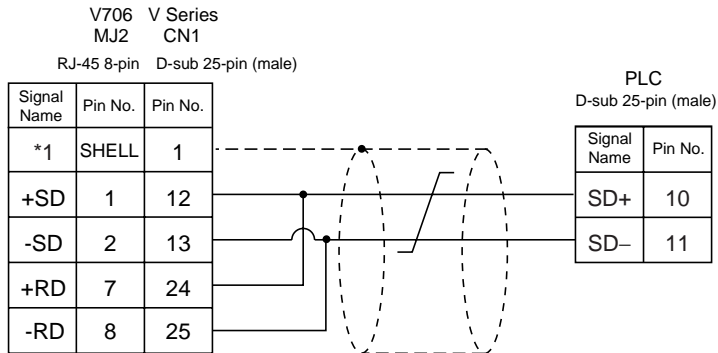 V706 V Series
MJ2 CN1
RJ-45 8-pin D-sub 25-pin (male)
Signal Name Pin No. Pin No.
*1 SHELL 1
+SD 1 12
-SD 2 13
+RD 7 24
-RD 8 25
PLC
D-sub 25-pin (male)
Signal Name Pin No.
SD+ 10
SD− 11